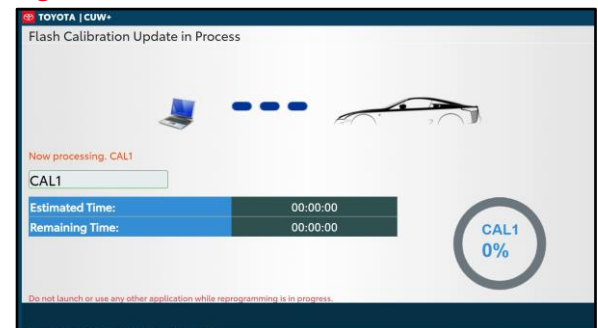 TOYOTA | CUW+
Flash Calibration Update in Process
Now processing. CAL1
CAL1
Estimated Time: 00:00:00
Remaining Time: 00:00:00
CAL1
0%
Do not launch or use any other application while reprogramming is in progress.